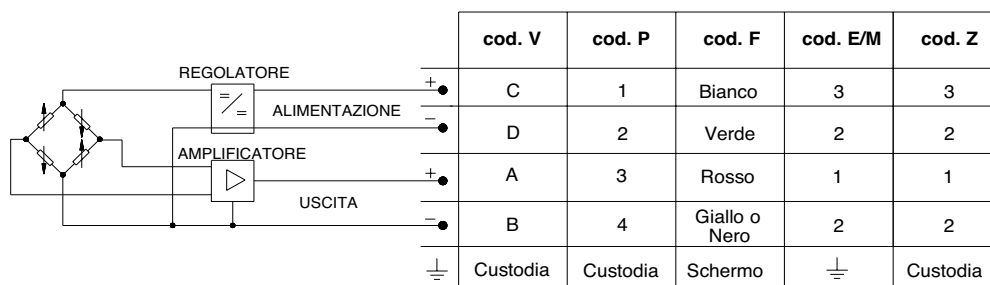 cod. V cod. P cod. F cod. E/M cod. Z
REGOLATORE
+ C 1 Bianco 3 3
ALIMENTAZIONE
− D 2 Verde 2 2
AMPLIFICATORE
+ A 3 Rosso 1 1
USCITA
− B 4 Giallo o Nero 2 2
Custodia Custodia Schermo Custodia